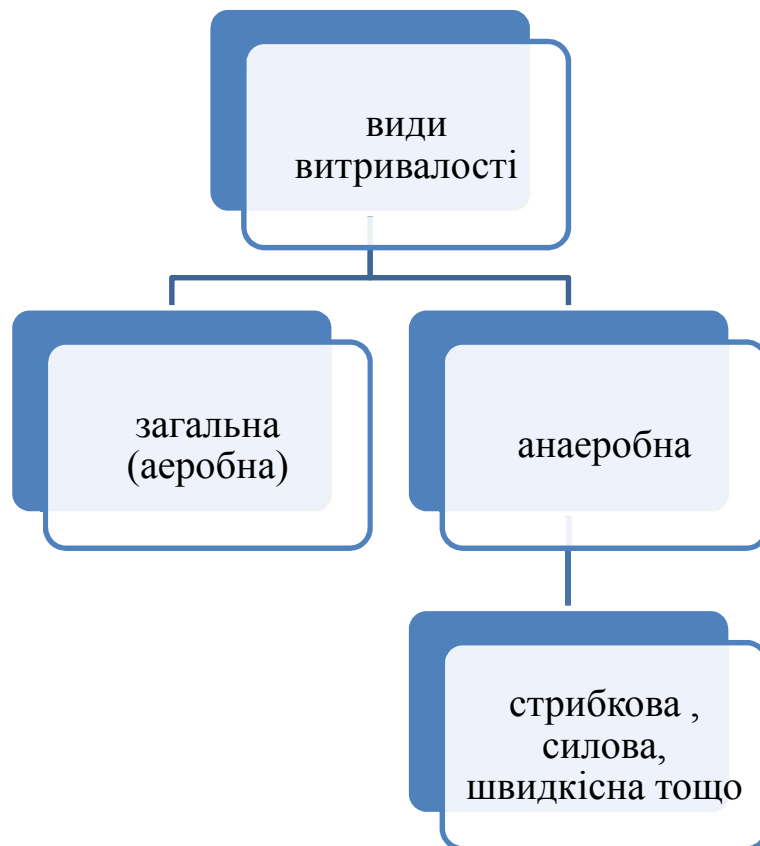 види
витривалості
загальна
(аеробна)
анаеробна
стрибкова ,
силова,
швидкісна тощо